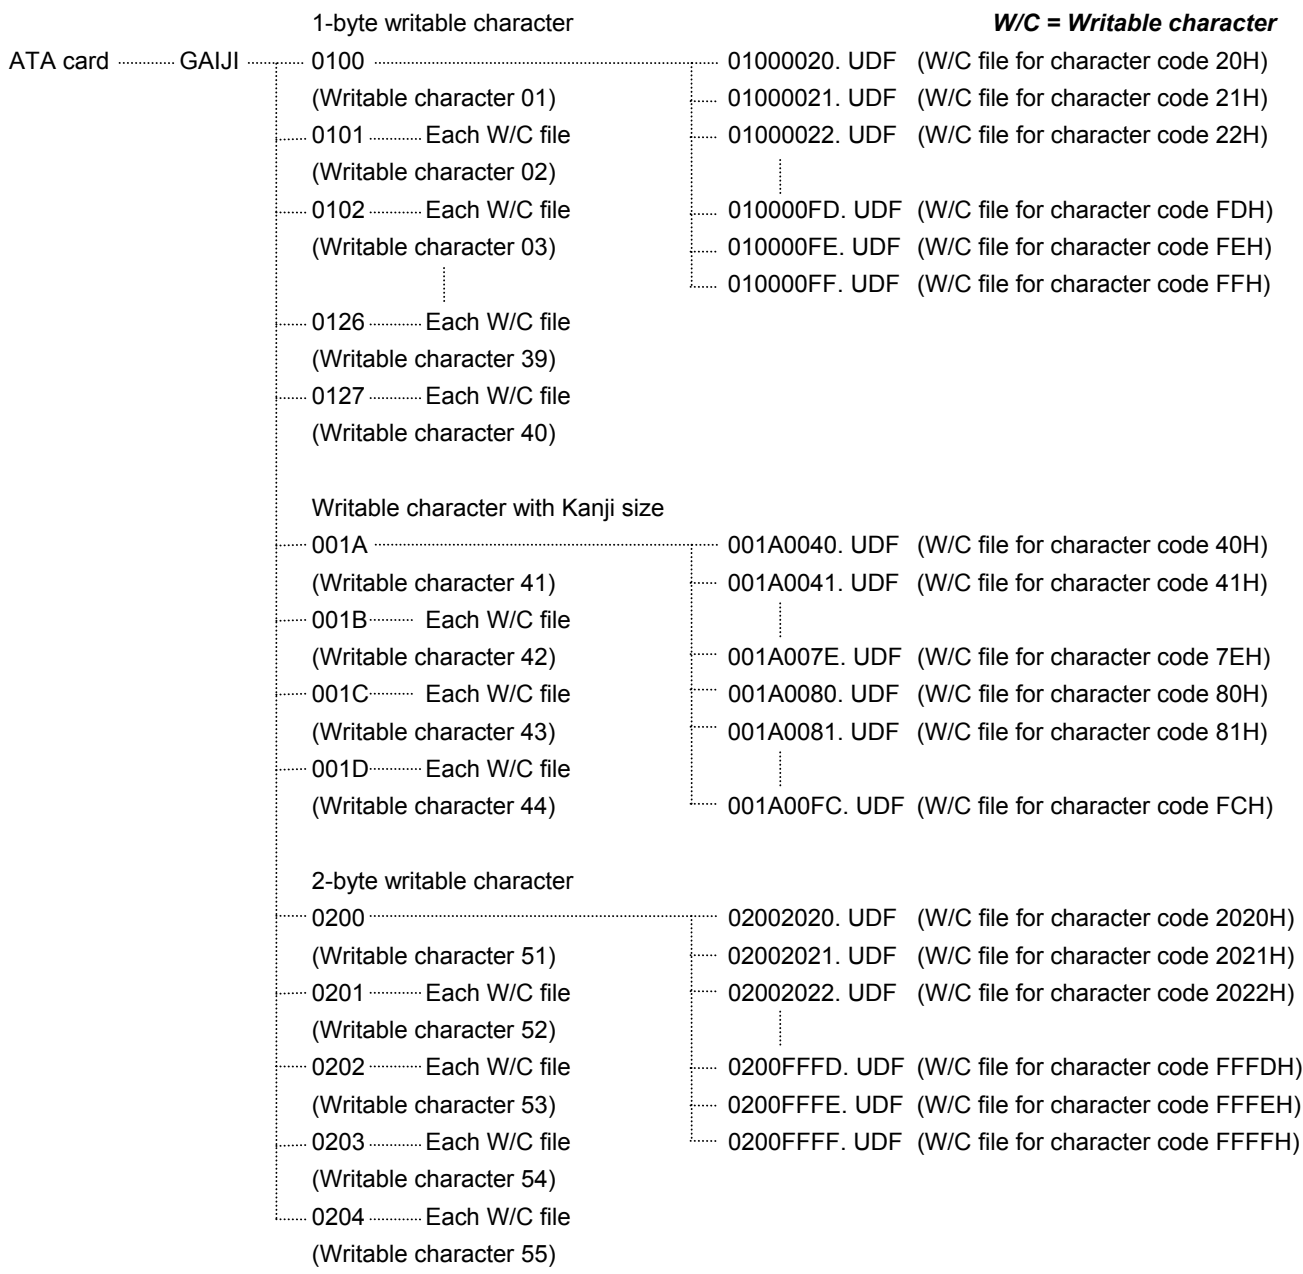 1-byte writable character W/C = Writable character
ATA card GAIJI 0100 01000020. UDF (W/C file for character code 20H)
(Writable character 01) 01000021. UDF (W/C file for character code 21H)
0101 Each W/C file 01000022. UDF (W/C file for character code 22H)
(Writable character 02)
0102 Each W/C file 010000FD. UDF (W/C file for character code FDH)
(Writable character 03) 010000FE. UDF (W/C file for character code FEH)
010000FF. UDF (W/C file for character code FFH)
0126 Each W/C file
(Writable character 39)
0127 Each W/C file
(Writable character 40)
Writable character with Kanji size
001A 001A0040. UDF (W/C file for character code 40H)
(Writable character 41) 001A0041. UDF (W/C file for character code 41H)
001B Each W/C file
(Writable character 42) 001A007E. UDF (W/C file for character code 7EH)
001C Each W/C file 001A0080. UDF (W/C file for character code 80H)
(Writable character 43) 001A0081. UDF (W/C file for character code 81H)
001D Each W/C file
(Writable character 44) 001A00FC. UDF (W/C file for character code FCH)
2-byte writable character
0200 02002020. UDF (W/C file for character code 2020H)
(Writable character 51) 02002021. UDF (W/C file for character code 2021H)
0201 Each W/C file 02002022. UDF (W/C file for character code 2022H)
(Writable character 52)
0202 Each W/C file 0200FFFD. UDF (W/C file for character code FFFDH)
(Writable character 53) 0200FFFE. UDF (W/C file for character code FFFEH)
0203 Each W/C file 0200FFFF. UDF (W/C file for character code FFFFH)
(Writable character 54)
0204 Each W/C file
(Writable character 55)